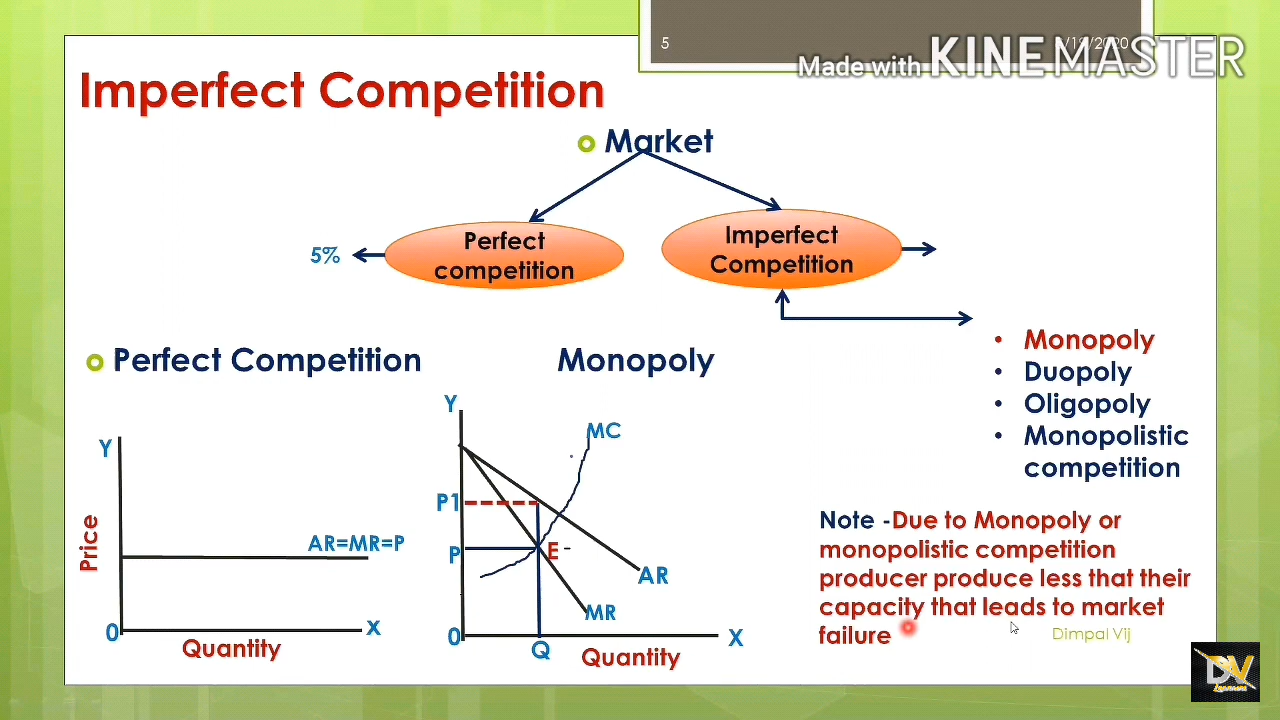 5
Made with KINEMASTER
Imperfect Competition
Market
Perfect
competition
5%
Imperfect
Competition
Monopoly
Duopoly
Oligopoly
Monopolistic
competition
Perfect Competition
Monopoly
Y
Price
AR=MR=P
0
X
Quantity
Y
MC
P1
P
E
AR
MR
0
Q
X
Quantity
Note -Due to Monopoly or
monopolistic competition
producer produce less that their
capacity that leads to market
failure
Dimpal Vij
DV
Learners